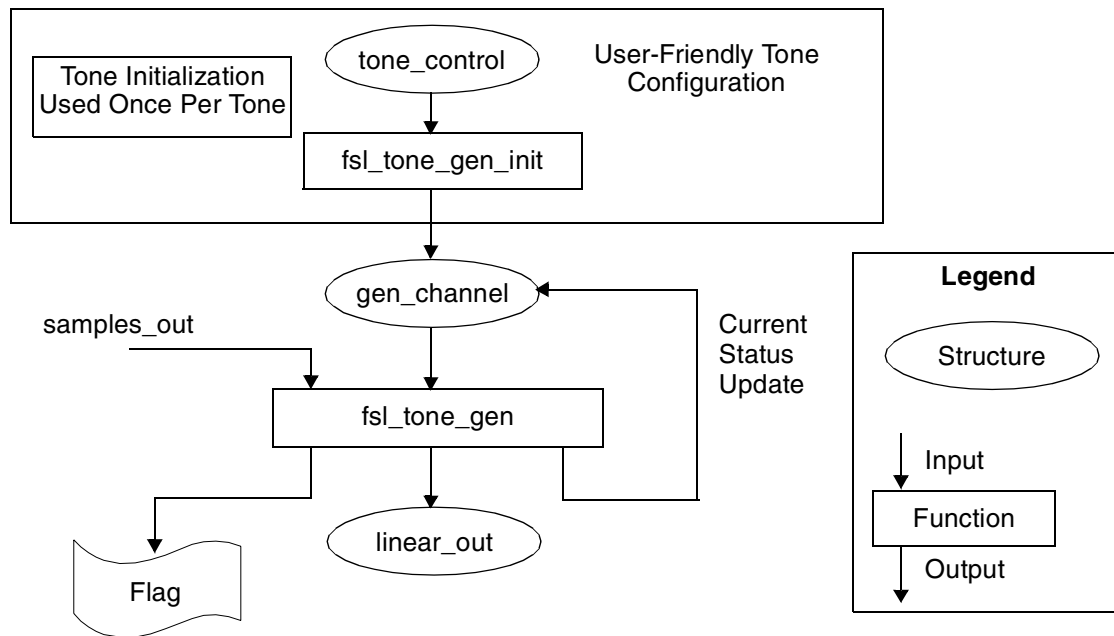 tone_control
User-Friendly Tone
Configuration
Tone Initialization
Used Once Per Tone
fsl_tone_gen_init
gen_channel
samples_out
Current
Status
Update
fsl_tone_gen
linear_out
Flag
Legend
Structure
Input
Function
Output